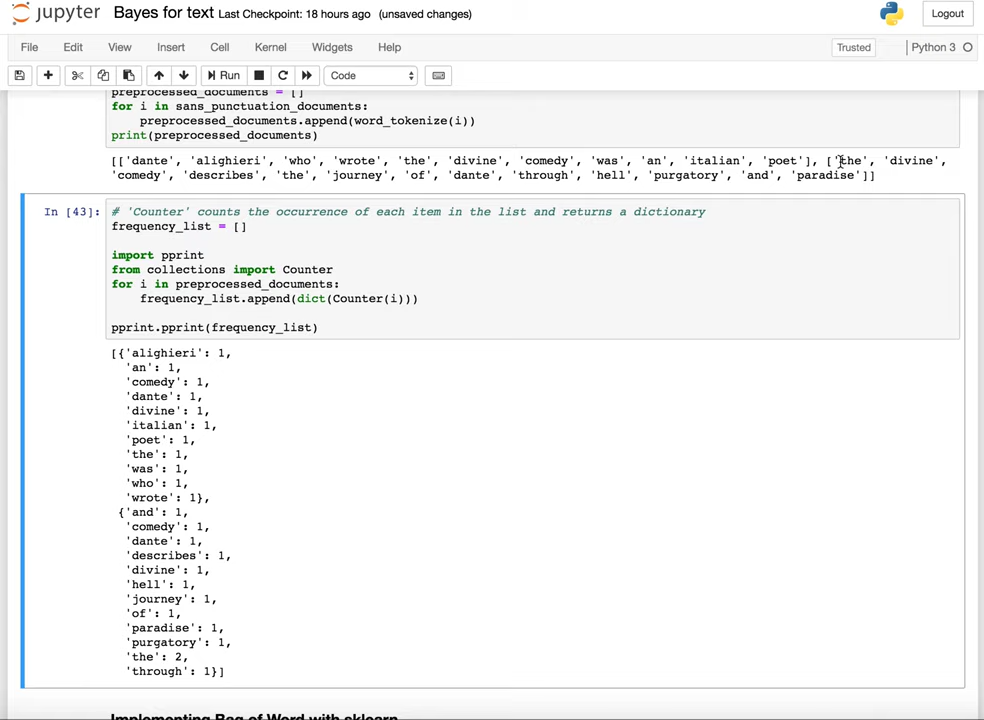 jupyter Bayes for text Last Checkpoint: 18 hours ago (unsaved changes) Logout
File Edit View Insert Cell Kernel Widgets Help Trusted Python 3
Run Code
preprocessed_documents = []
for i in sans_punctuation_documents:
    preprocessed_documents.append(word_tokenize(i))
print(preprocessed_documents)
[['dante', 'alighieri', 'who', 'wrote', 'the', 'divine', 'comedy', 'was', 'an', 'italian', 'poet'], ['the', 'divine',
'comedy', 'describes', 'the', 'journey', 'of', 'dante', 'through', 'hell', 'purgatory', 'and', 'paradise']]
In [43]: # 'Counter' counts the occurrence of each item in the list and returns a dictionary
frequency_list = []
import pprint
from collections import Counter
for i in preprocessed_documents:
    frequency_list.append(dict(Counter(i)))
pprint.pprint(frequency_list)
[{'alighieri': 1,
  'an': 1,
  'comedy': 1,
  'dante': 1,
  'divine': 1,
  'italian': 1,
  'poet': 1,
  'the': 1,
  'was': 1,
  'who': 1,
  'wrote': 1},
 {'and': 1,
  'comedy': 1,
  'dante': 1,
  'describes': 1,
  'divine': 1,
  'hell': 1,
  'journey': 1,
  'of': 1,
  'paradise': 1,
  'purgatory': 1,
  'the': 2,
  'through': 1}]
Implementing Bag of Word with sklearn